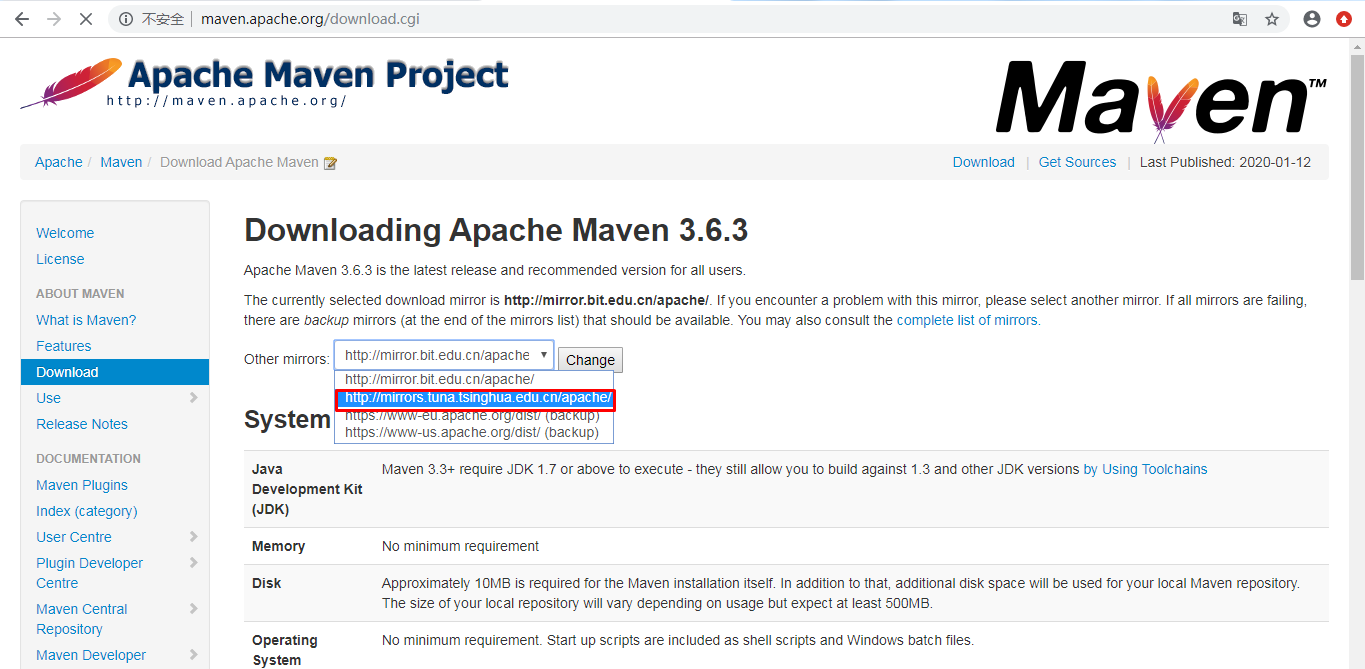 不安全 maven.apache.org/download.cgi
Apache Maven Project
http://maven.apache.org/
Maven™
Apache / Maven / Download Apache Maven
Download | Get Sources | Last Published: 2020-01-12
Welcome
License
ABOUT MAVEN
What is Maven?
Features
Download
Use
Release Notes
DOCUMENTATION
Maven Plugins
Index (category)
User Centre
Plugin Developer
Centre
Maven Central
Repository
Maven Developer
Downloading Apache Maven 3.6.3
Apache Maven 3.6.3 is the latest release and recommended version for all users.
The currently selected download mirror is http://mirror.bit.edu.cn/apache/. If you encounter a problem with this mirror, please select another mirror. If all mirrors are failing,
there are backup mirrors (at the end of the mirrors list) that should be available. You may also consult the complete list of mirrors.
Other mirrors: http://mirror.bit.edu.cn/apache Change
http://mirror.bit.edu.cn/apache/
http://mirrors.tuna.tsinghua.edu.cn/apache/
https://www-eu.apache.org/dist/ (backup)
https://www-us.apache.org/dist/ (backup)
System
Java
Development Kit
(JDK)
Maven 3.3+ require JDK 1.7 or above to execute - they still allow you to build against 1.3 and other JDK versions by Using Toolchains
Memory
No minimum requirement
Disk
Approximately 10MB is required for the Maven installation itself. In addition to that, additional disk space will be used for your local Maven repository.
The size of your local repository will vary depending on usage but expect at least 500MB.
Operating
System
No minimum requirement. Start up scripts are included as shell scripts and Windows batch files.